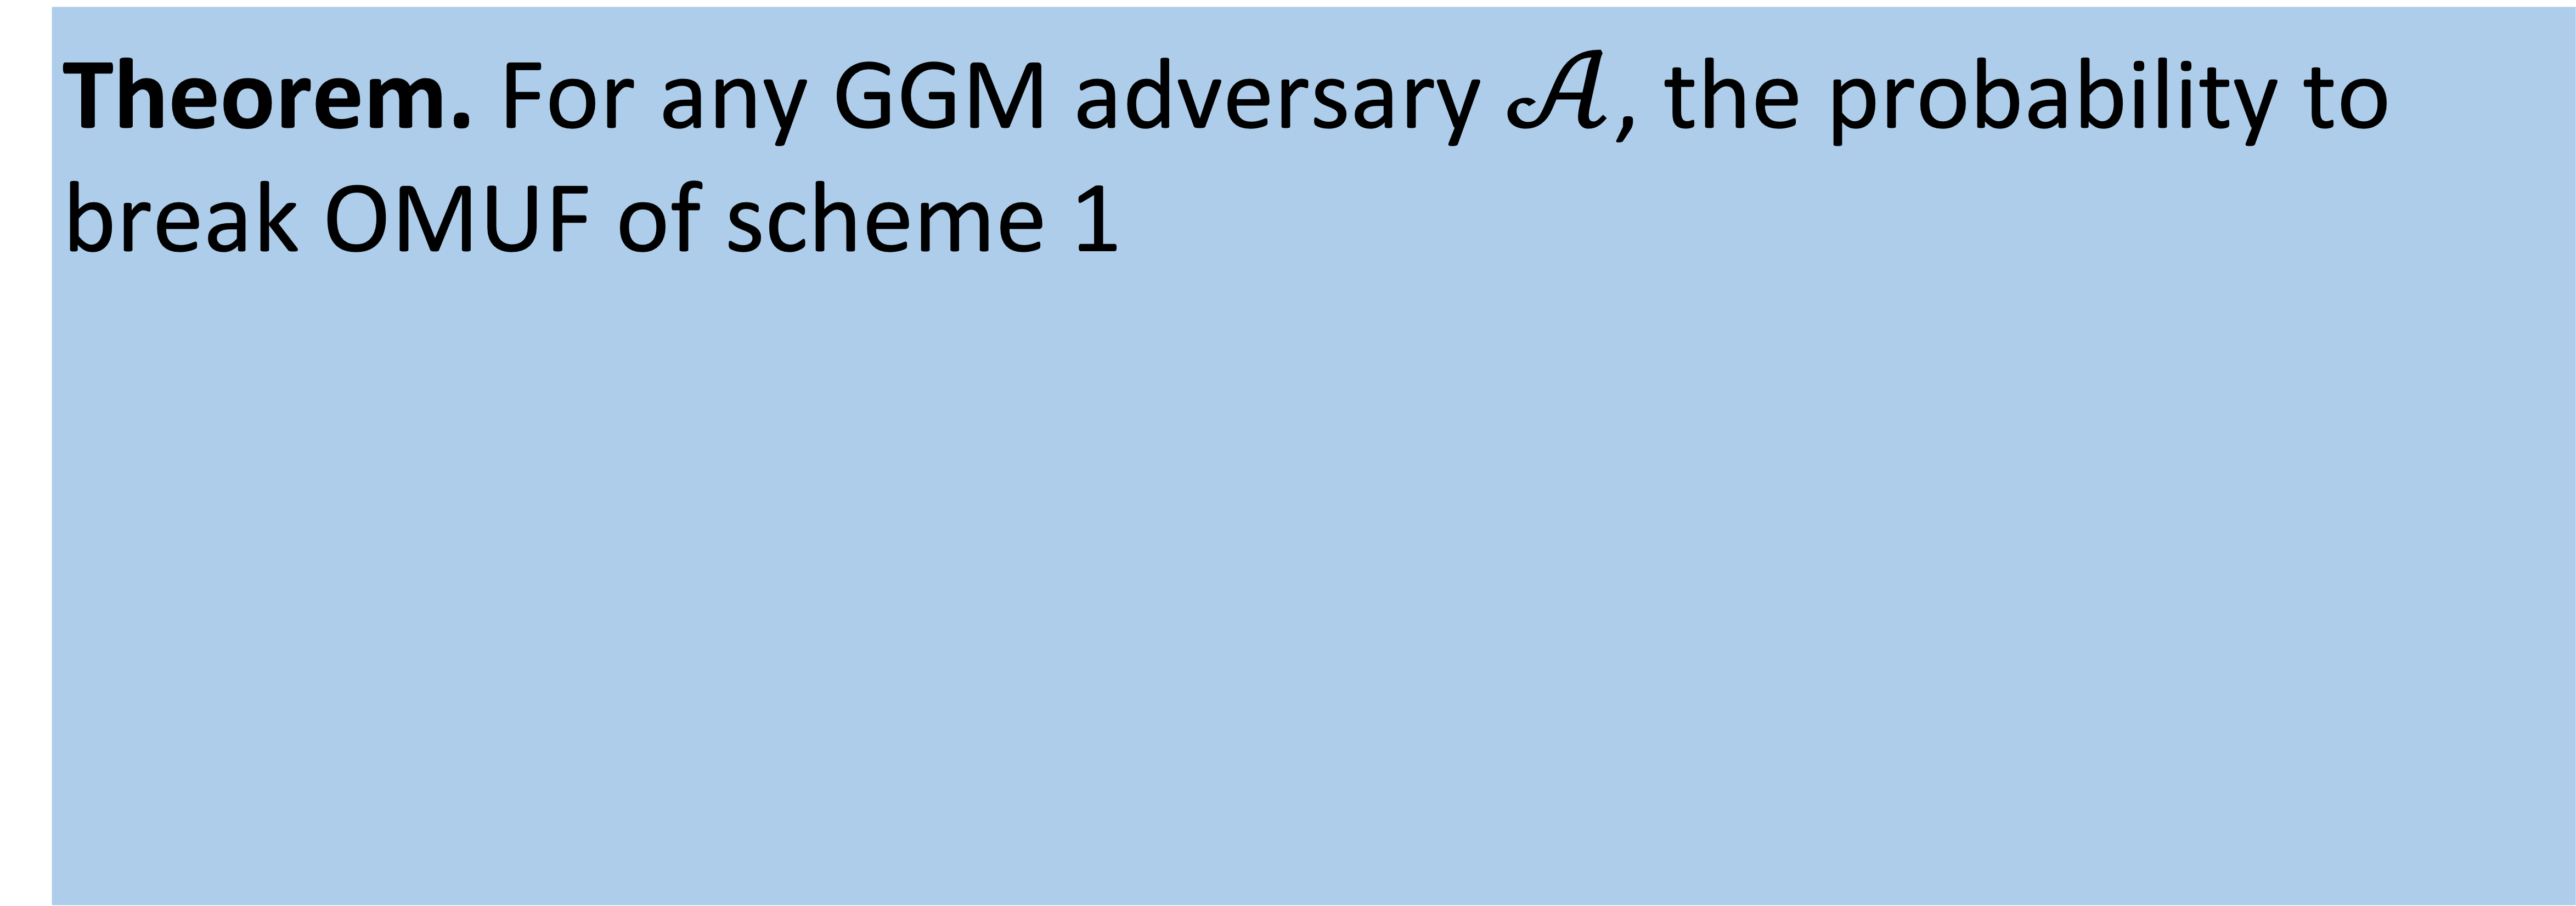 Theorem. For any GGM adversary 𝒜, the probability to
break OMUF of scheme 1